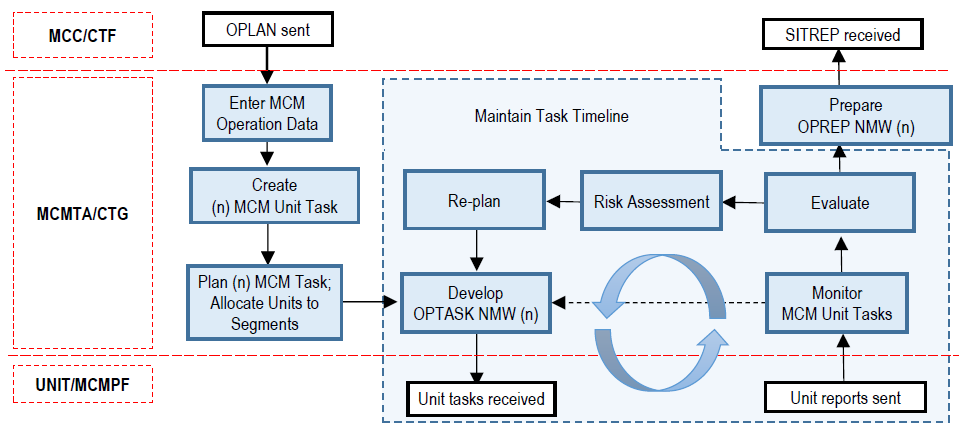 MCC/CTF
OPLAN sent
SITREP received
MCMTA/CTG
Enter MCM
Operation Data
Maintain Task Timeline
Prepare
OPREP NMW (n)
Create
(n) MCM Unit Task
Re-plan
Risk Assessment
Evaluate
Plan (n) MCM Task;
Allocate Units to
Segments
Develop
OPTASK NMW (n)
Monitor
MCM Unit Tasks
UNIT/MCMPF
Unit tasks received
Unit reports sent